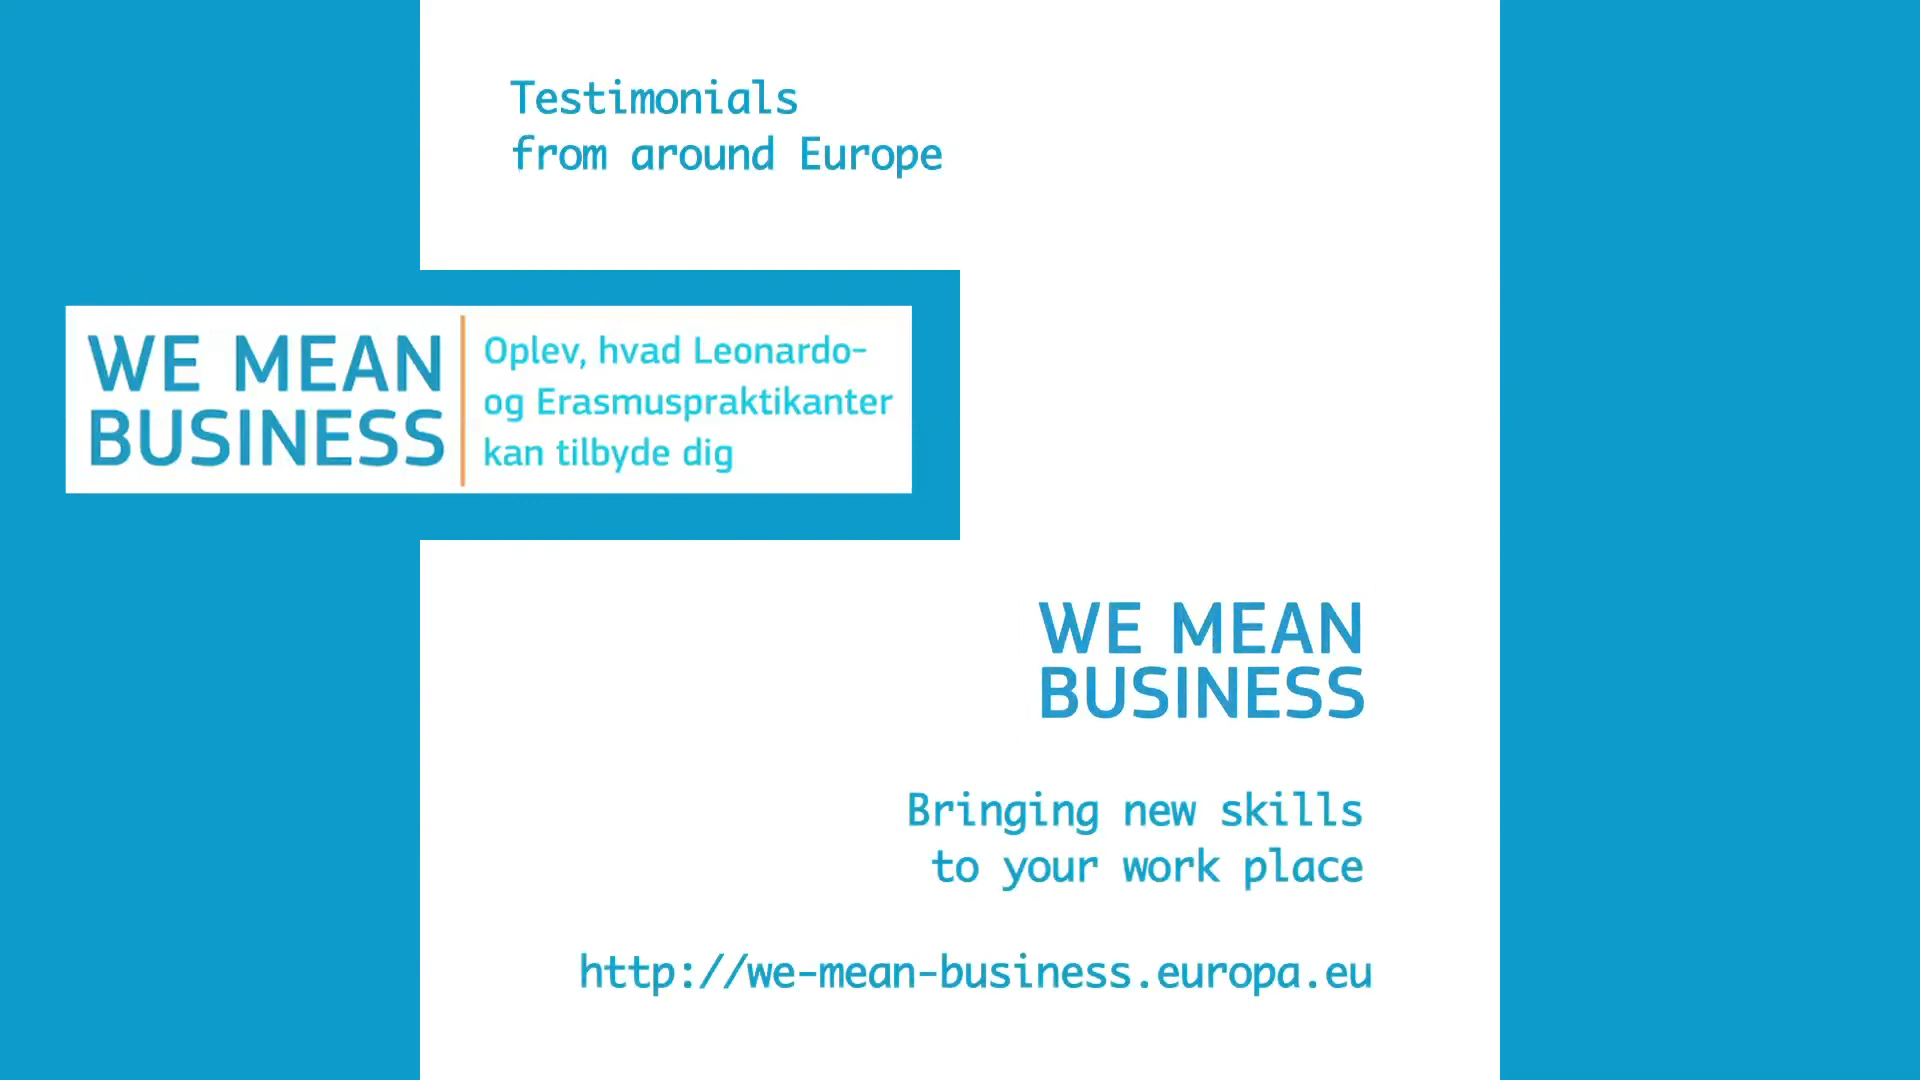 Testimonials
from around Europe
WE MEAN
BUSINESS
Oplev, hvad Leonardo-
og Erasmuspraktikanter
kan tilbyde dig
WE MEAN
BUSINESS
Bringing new skills
to your work place
http://we-mean-business.europa.eu